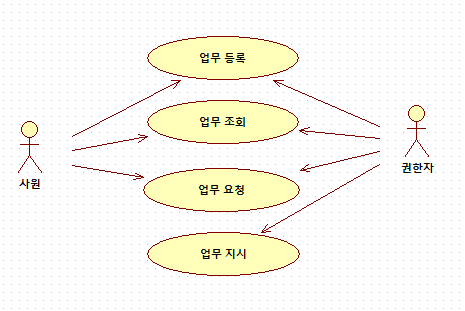 업무 등록
업무 조회
사원
권한자
업무 요청
업무 지시